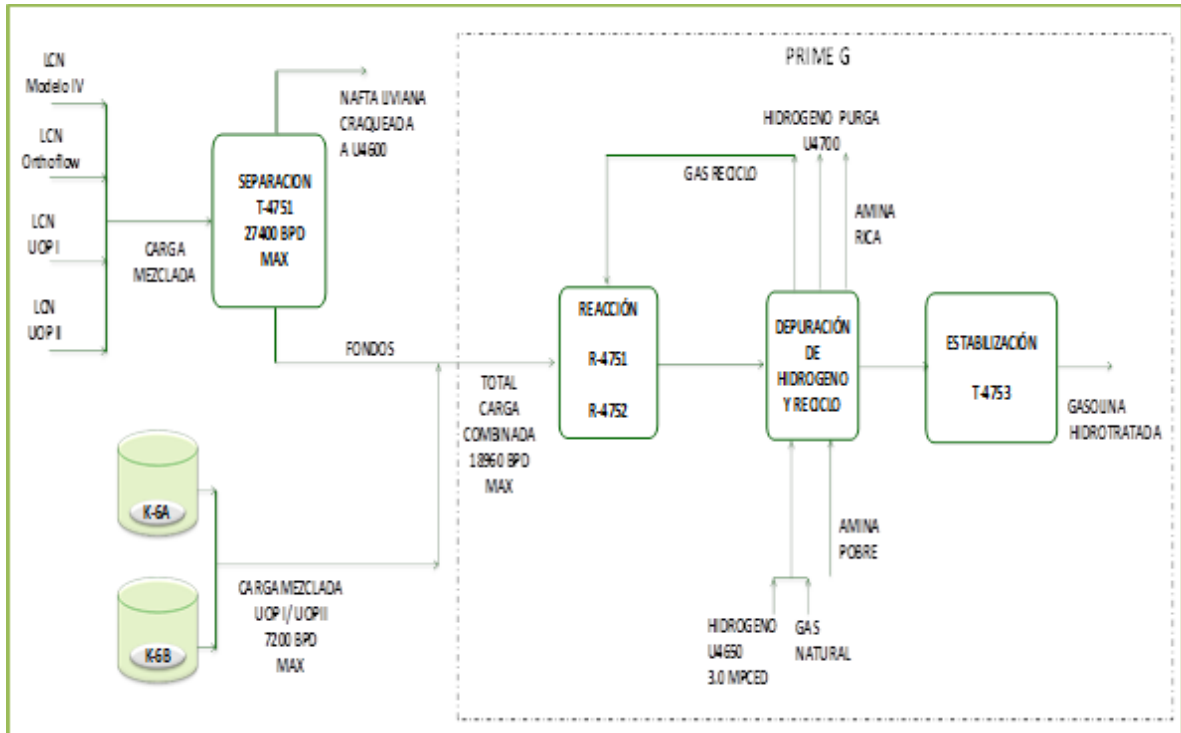 PRIME G
LCN
Modelo IV
LCN
Orthoflow
LCN
UOP I
LCN
UOP II
CARGA
MEZCLADA
SEPARACION
T-4751
27400 BPD
MAX
NAFTA LIVIANA
CRAQUEADA
A U4600
FONDOS
K-6A
K-6B
CARGA MEZCLADA
UOP I/UOP II
7200 BPD
MAX
TOTAL
CARGA
COMBINADA
18960 BPD
MAX
GAS RECICLO
HIDROGENO PURGA
U4700
AMINA
RICA
REACCIÓN
R-4751
R-4752
DEPURACIÓN
DE
HIDROGENO
Y RECICLO
ESTABILIZACIÓN
T-4753
GASOLINA
HIDROTRATADA
AMINA
POBRE
HIDROGENO
U4650
3.0 MPCED
GAS
NATURAL